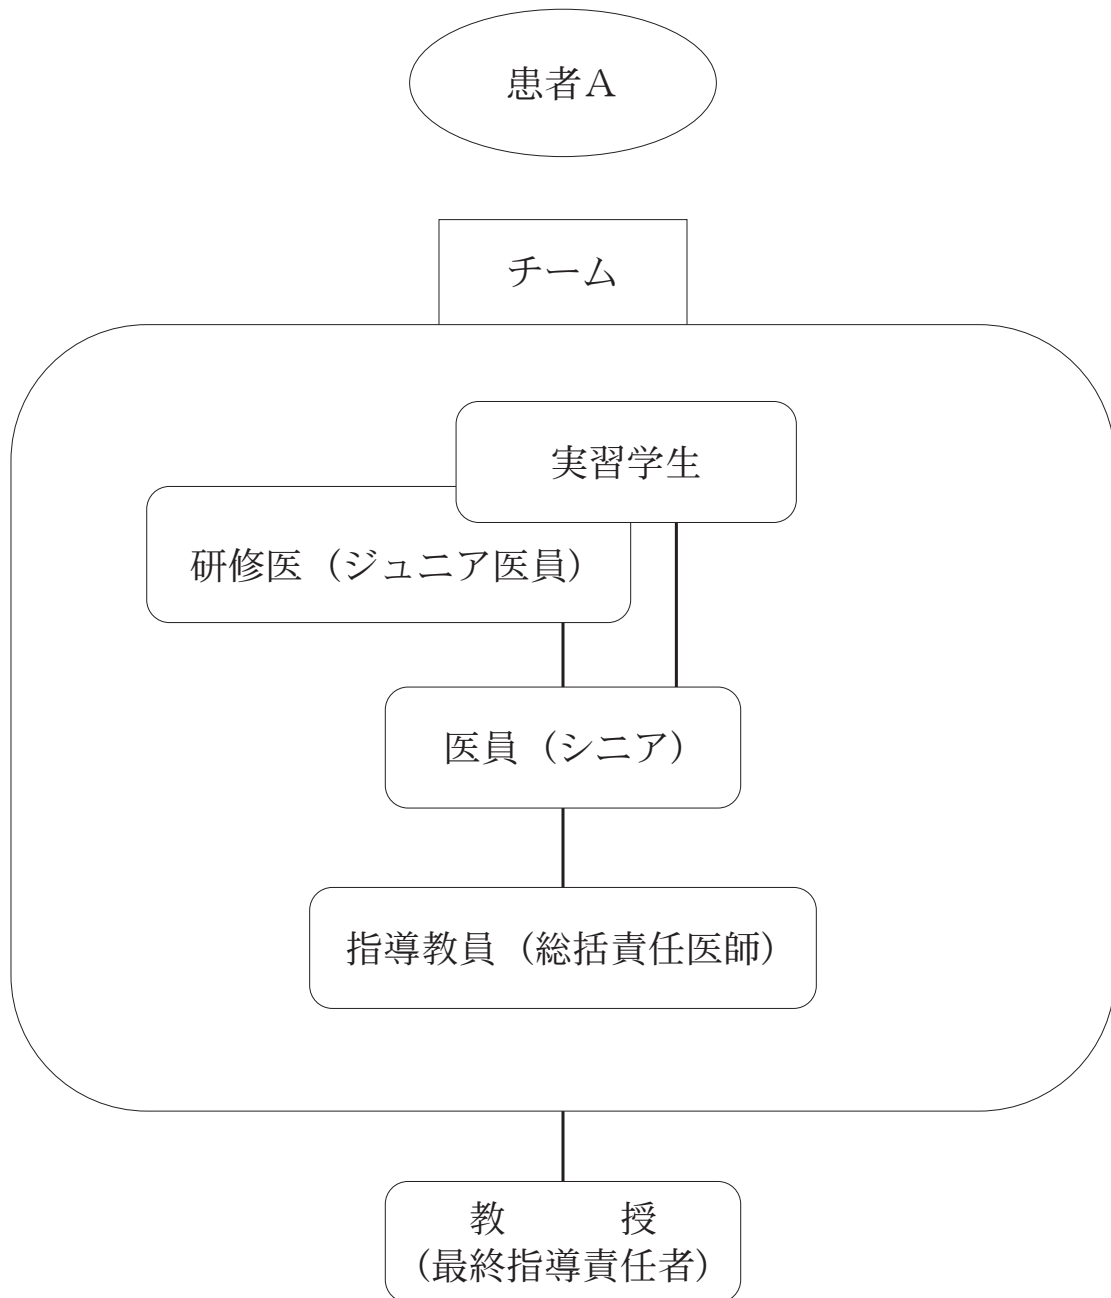 患者A
チーム
実習学生
研修医（ジュニア医員）
医員（シニア）
指導教員（総括責任医師）
教　　授
（最終指導責任者）